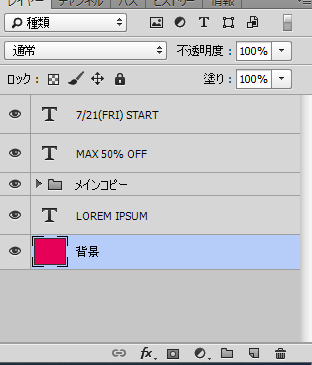 レイヤー チャンネル パス ヒストリー 情報
種類
通常 不透明度: 100%
ロック: 塗り: 100%
T 7/21(FRI) START
T MAX 50% OFF
メインコピー
T LOREM IPSUM
背景
fx